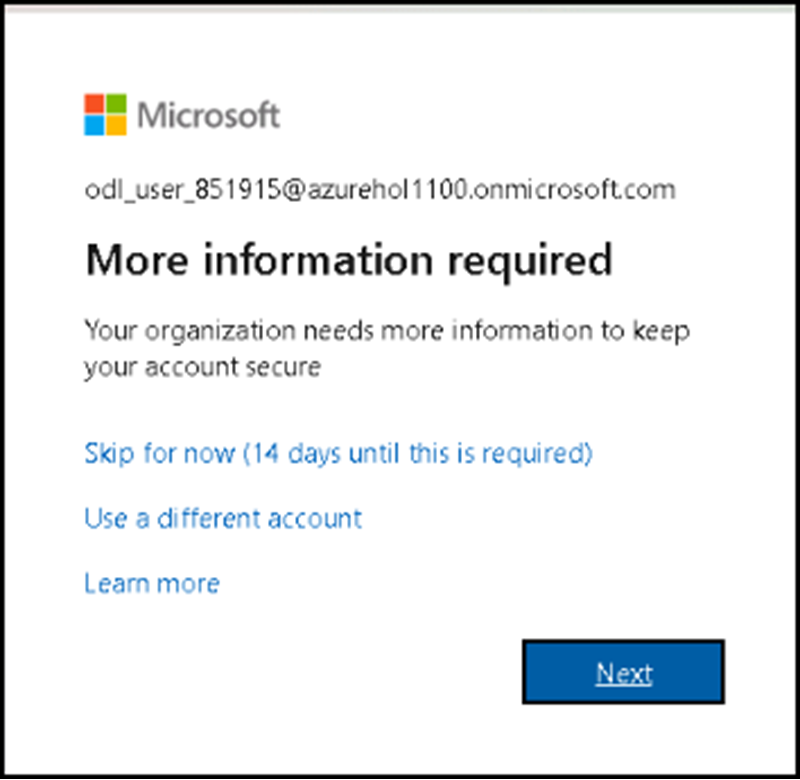 Microsoft
odl_user_851915@azurehol1100.onmicrosoft.com
More information required
Your organization needs more information to keep
your account secure
Skip for now (14 days until this is required)
Use a different account
Learn more
Next